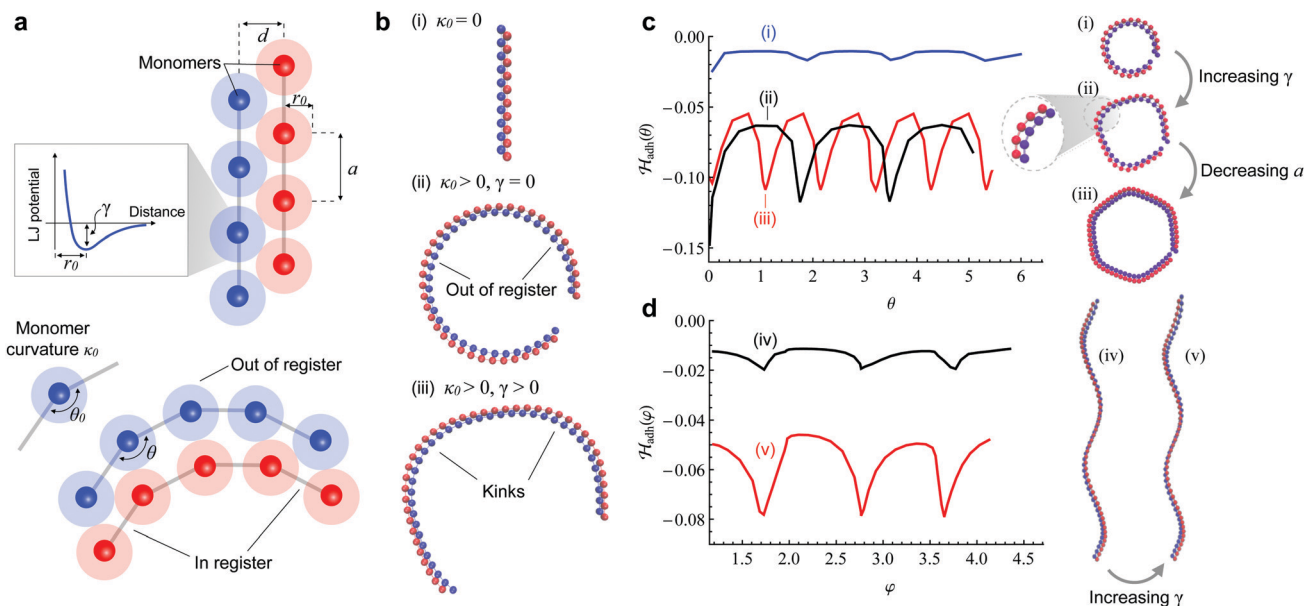 a
d
Monomers
r0
a
LJ potential
γ
Distance
r0
Monomer
curvature κ0
θ0
Out of register
θ
In register
b
(i) κ0 = 0
(ii) κ0 > 0, γ = 0
Out of register
(iii) κ0 > 0, γ > 0
Kinks
c
0.00
−0.05
−0.10
−0.15
ℋadh(θ)
(i)
(ii)
(iii)
0
1
2
3
4
5
6
θ
(i)
Increasing γ
(ii)
Decreasing a
(iii)
d
0.00
−0.02
−0.04
−0.06
−0.08
ℋadh(φ)
(iv)
(v)
1.5
2.0
2.5
3.0
3.5
4.0
4.5
φ
(iv)
(v)
Increasing γ